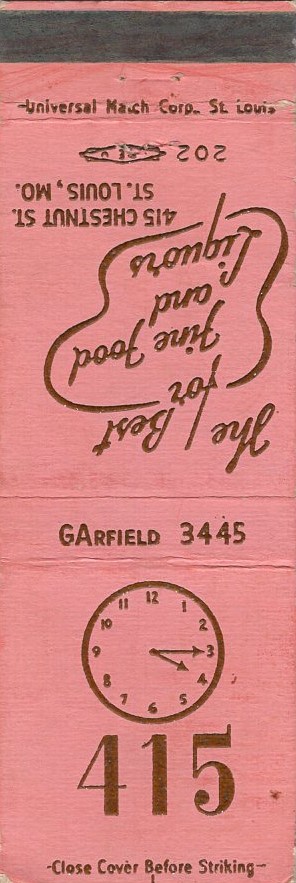 Universal Match Corp., St. Louis
202
The Best
for
Fine Food
and
Liquors
415 CHESTNUT ST.
ST. LOUIS, MO.
GARFIELD 3445
12
11 1
10 2
9 3
8 4
7 5
6
415
-Close Cover Before Striking-